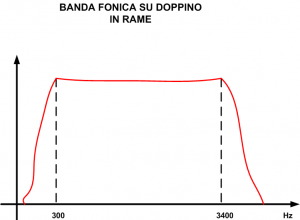 BANDA FONICA SU DOPPINO
IN RAME
300
3400
Hz